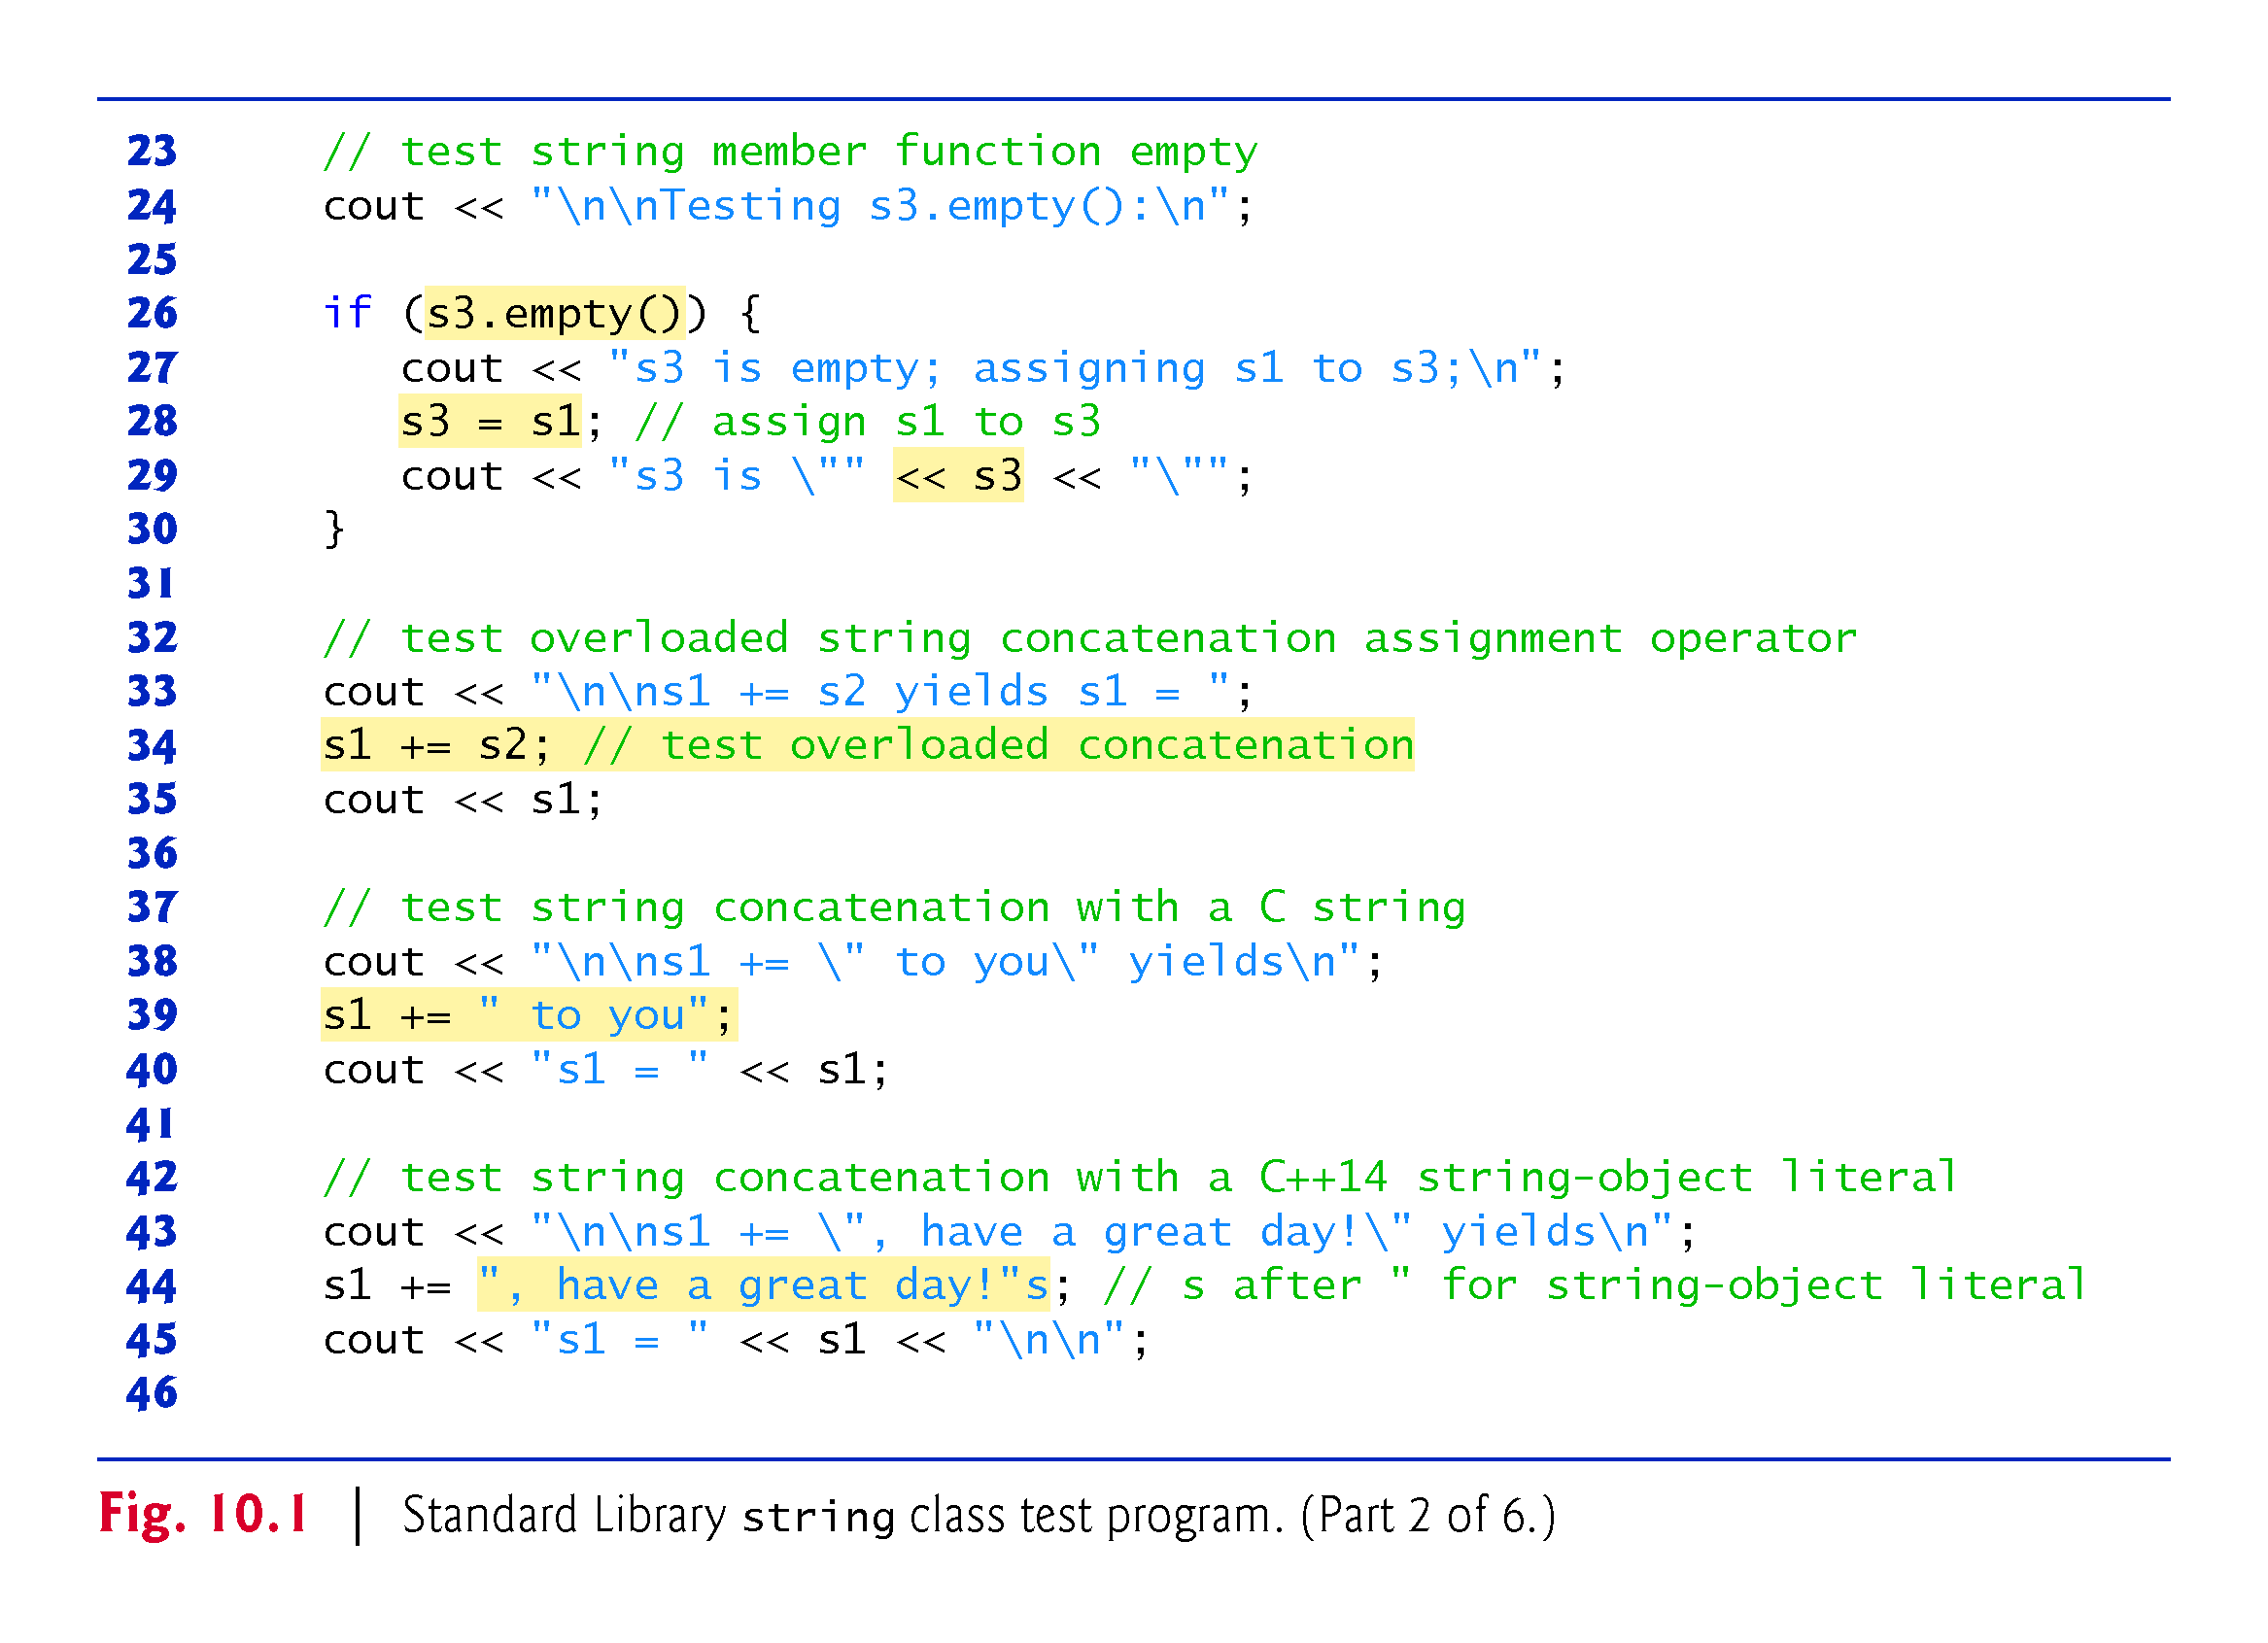 23 // test string member function empty
24 cout << "\n\nTesting s3.empty():\n";
25
26 if (s3.empty()) {
27 cout << "s3 is empty; assigning s1 to s3;\n";
28 s3 = s1; // assign s1 to s3
29 cout << "s3 is \"" << s3 << "\"";
30 }
31
32 // test overloaded string concatenation assignment operator
33 cout << "\n\ns1 += s2 yields s1 = ";
34 s1 += s2; // test overloaded concatenation
35 cout << s1;
36
37 // test string concatenation with a C string
38 cout << "\n\ns1 += \" to you\" yields\n";
39 s1 += " to you";
40 cout << "s1 = " << s1;
41
42 // test string concatenation with a C++14 string-object literal
43 cout << "\n\ns1 += \", have a great day!\" yields\n";
44 s1 += ", have a great day!"s; // s after " for string-object literal
45 cout << "s1 = " << s1 << "\n\n";
46
Fig. 10.1 | Standard Library string class test program. (Part 2 of 6.)